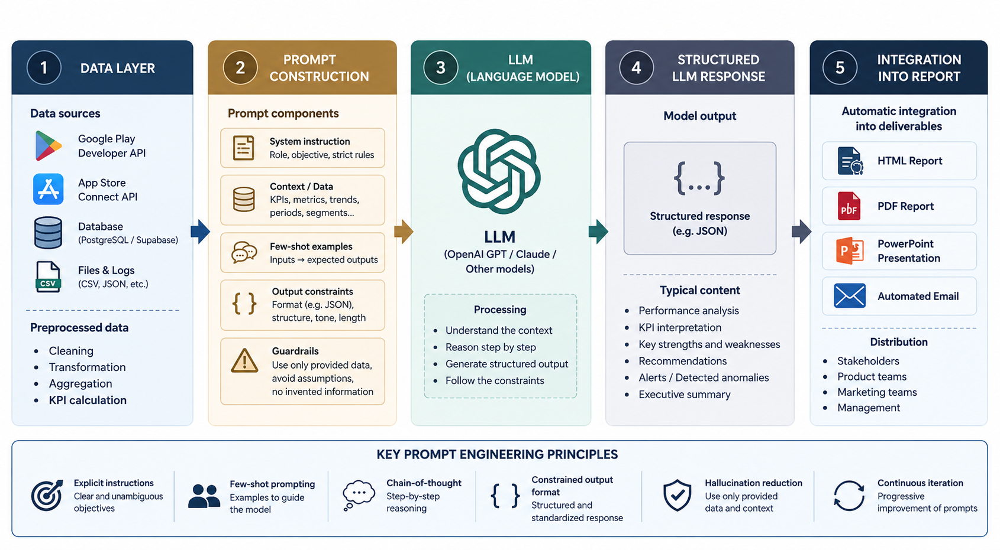 1
DATA LAYER
Data sources
Google Play
Developer API
App Store
Connect API
Database
(PostgreSQL / Supabase)
CSV
Files & Logs
(CSV, JSON, etc.)
Preprocessed data
• Cleaning
• Transformation
• Aggregation
• KPI calculation
2
PROMPT
CONSTRUCTION
Prompt components
System instruction
Role, objective, strict rules
Context / Data
KPIs, metrics, trends,
periods, segments...
Few-shot examples
Inputs → expected outputs
{ }
Output constraints
Format (e.g. JSON),
structure, tone, length
Guardrails
Use only provided data,
avoid assumptions,
no invented information
3
LLM
(LANGUAGE MODEL)
LLM
(OpenAI GPT / Claude /
Other models)
Processing
• Understand the context
• Reason step by step
• Generate structured output
• Follow the constraints
4
STRUCTURED
LLM RESPONSE
Model output
{...}
Structured response
(e.g. JSON)
Typical content
• Performance analysis
• KPI interpretation
• Key strengths and weaknesses
• Recommendations
• Alerts / Detected anomalies
• Executive summary
5
INTEGRATION
INTO REPORT
Automatic integration
into deliverables
HTML Report
PDF Report
P
PowerPoint
Presentation
Automated Email
Distribution
• Stakeholders
• Product teams
• Marketing teams
• Management
KEY PROMPT ENGINEERING PRINCIPLES
Explicit instructions
Clear and unambiguous
objectives
Few-shot prompting
Examples to guide
the model
Chain-of-thought
Step-by-step
reasoning
{ }
Constrained output
format
Structured and
standardized response
Hallucination reduction
Use only provided
data and context
Continuous iteration
Progressive
improvement of prompts